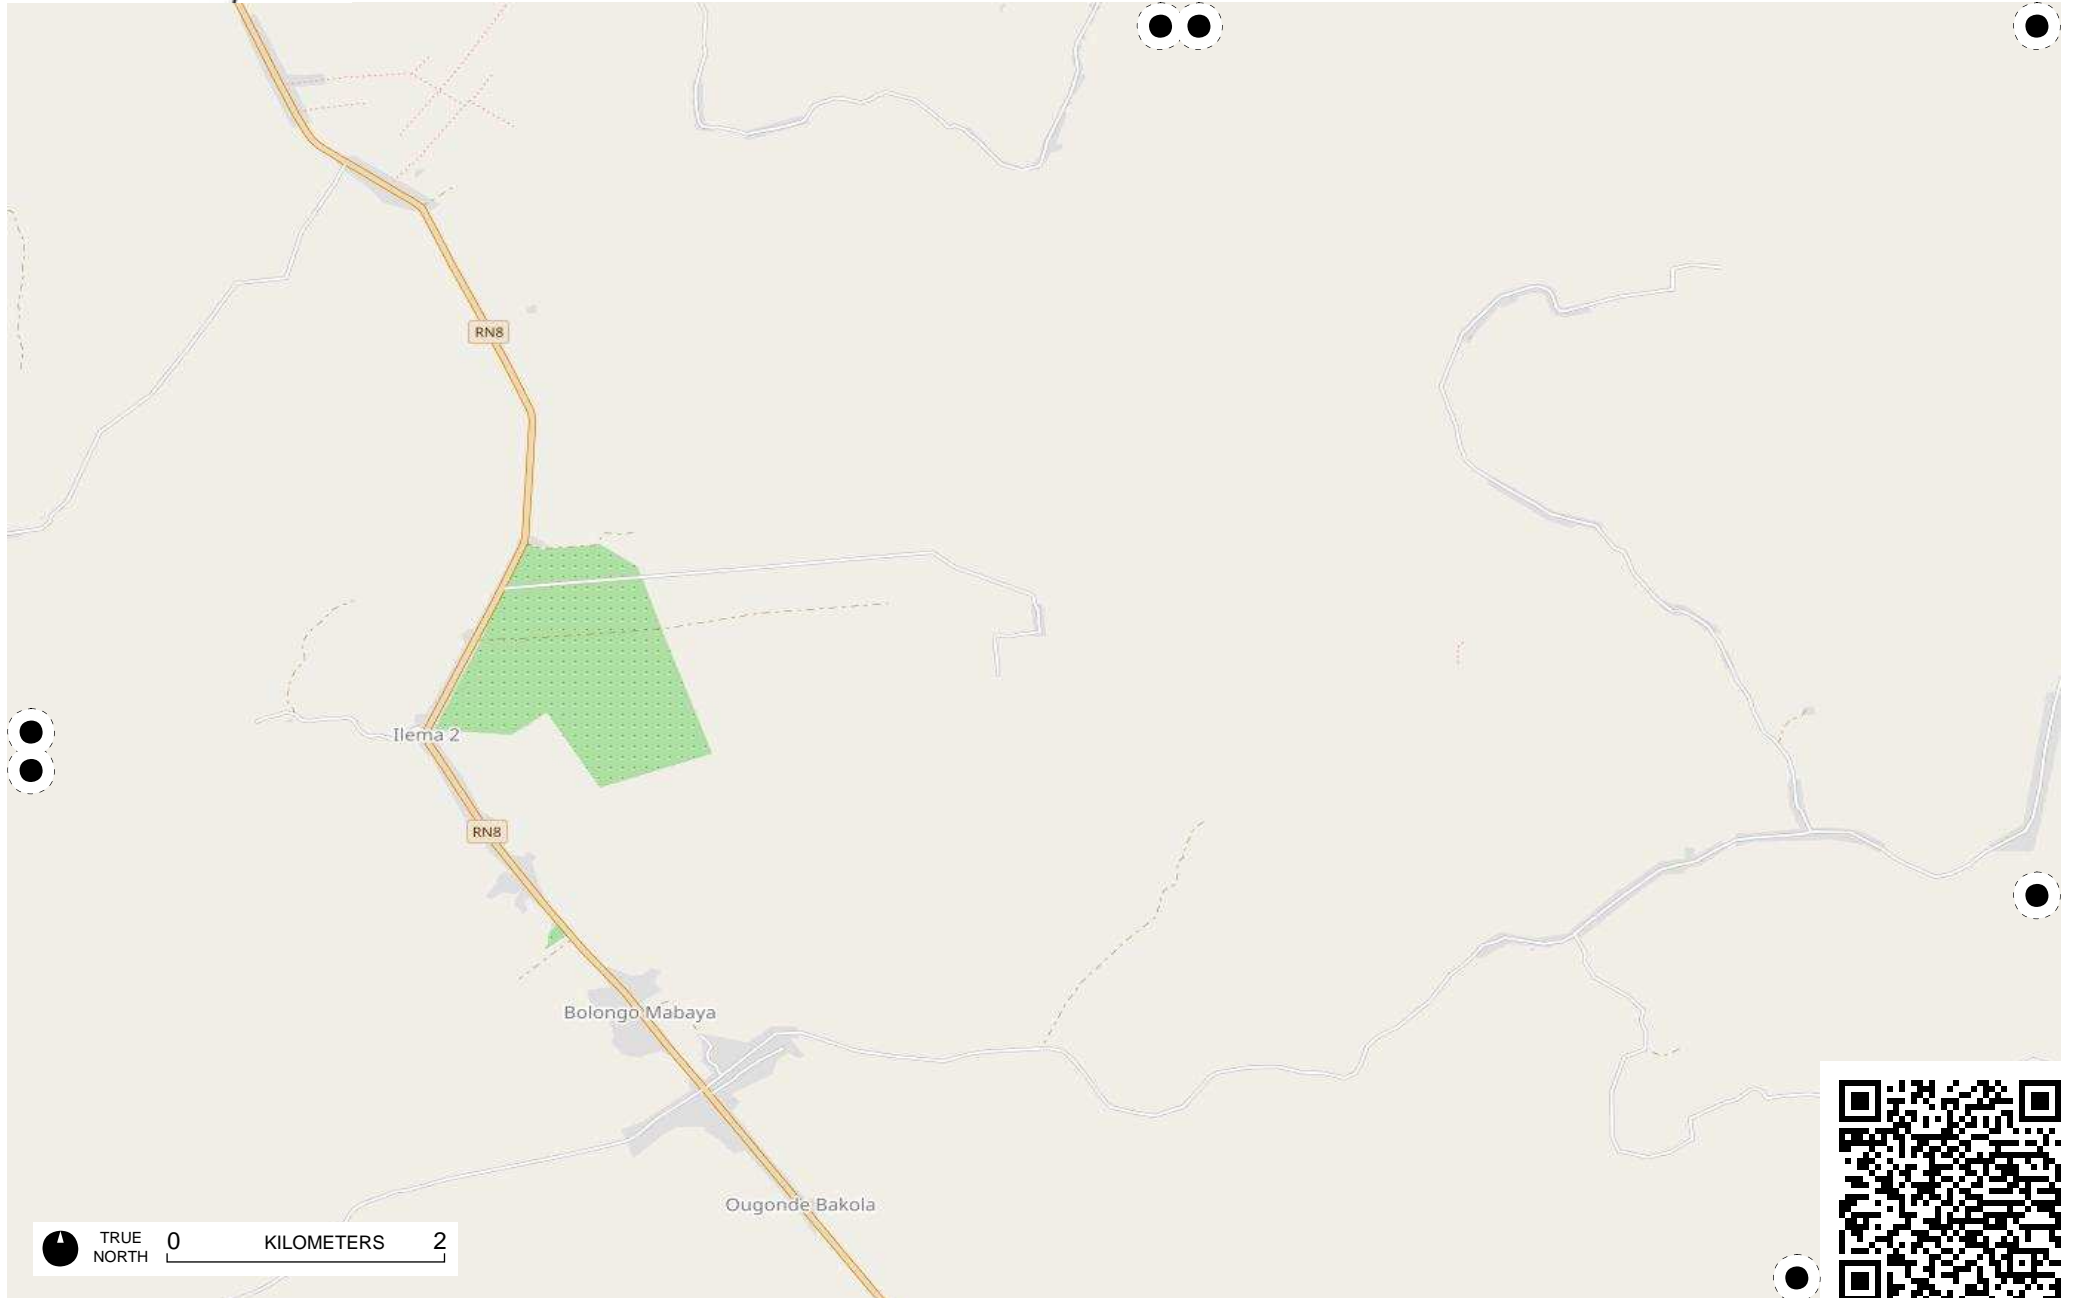 RN8
Ilema 2
RN8
Bolongo Mabaya
Ougonde Bakola
TRUE
NORTH
0 KILOMETERS 2